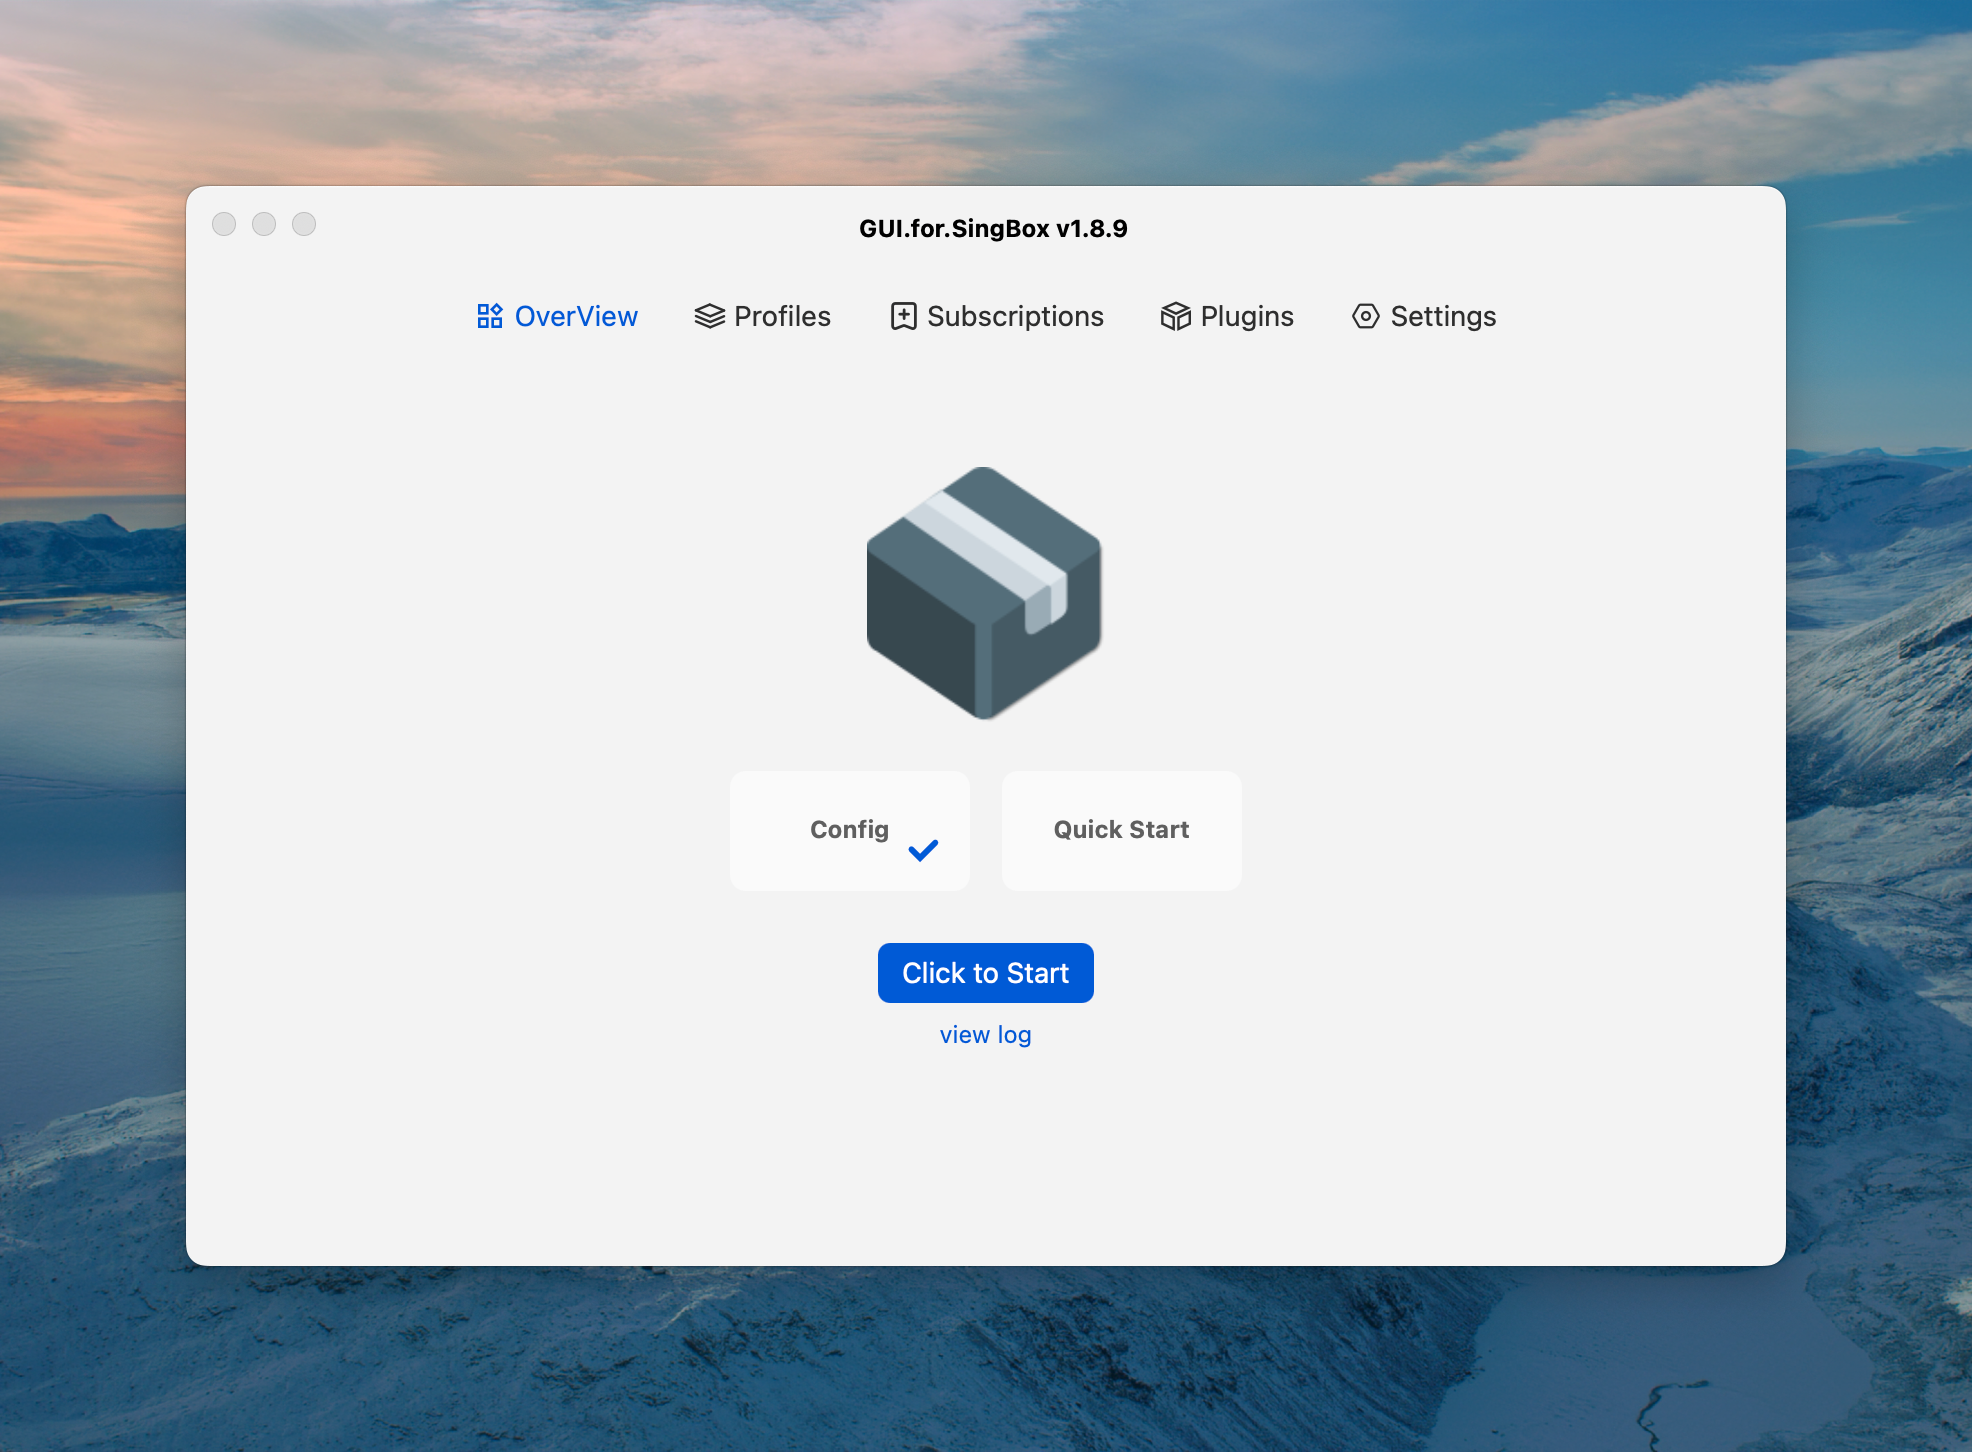 GUI.for.SingBox v1.8.9
OverView Profiles Subscriptions Plugins Settings
Config Quick Start
Click to Start
view log